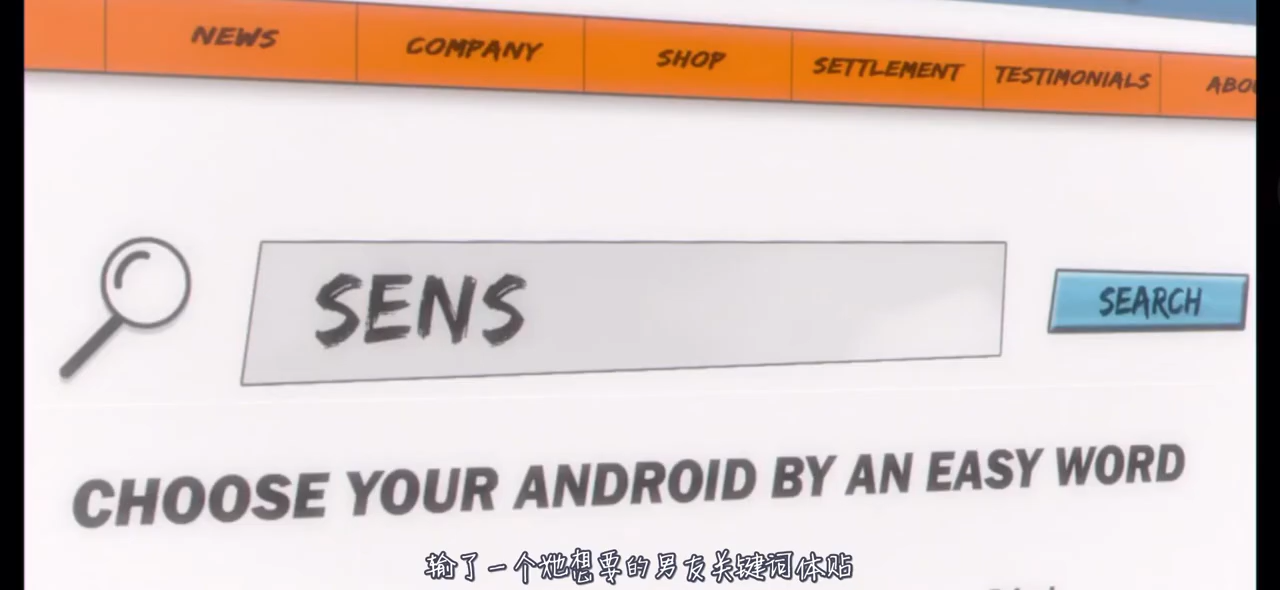 NEWS COMPANY SHOP SETTLEMENT TESTIMONIALS ABO
SENS
SEARCH
CHOOSE YOUR ANDROID BY AN EASY WORD
输了一个她想要的男友关键词体贴